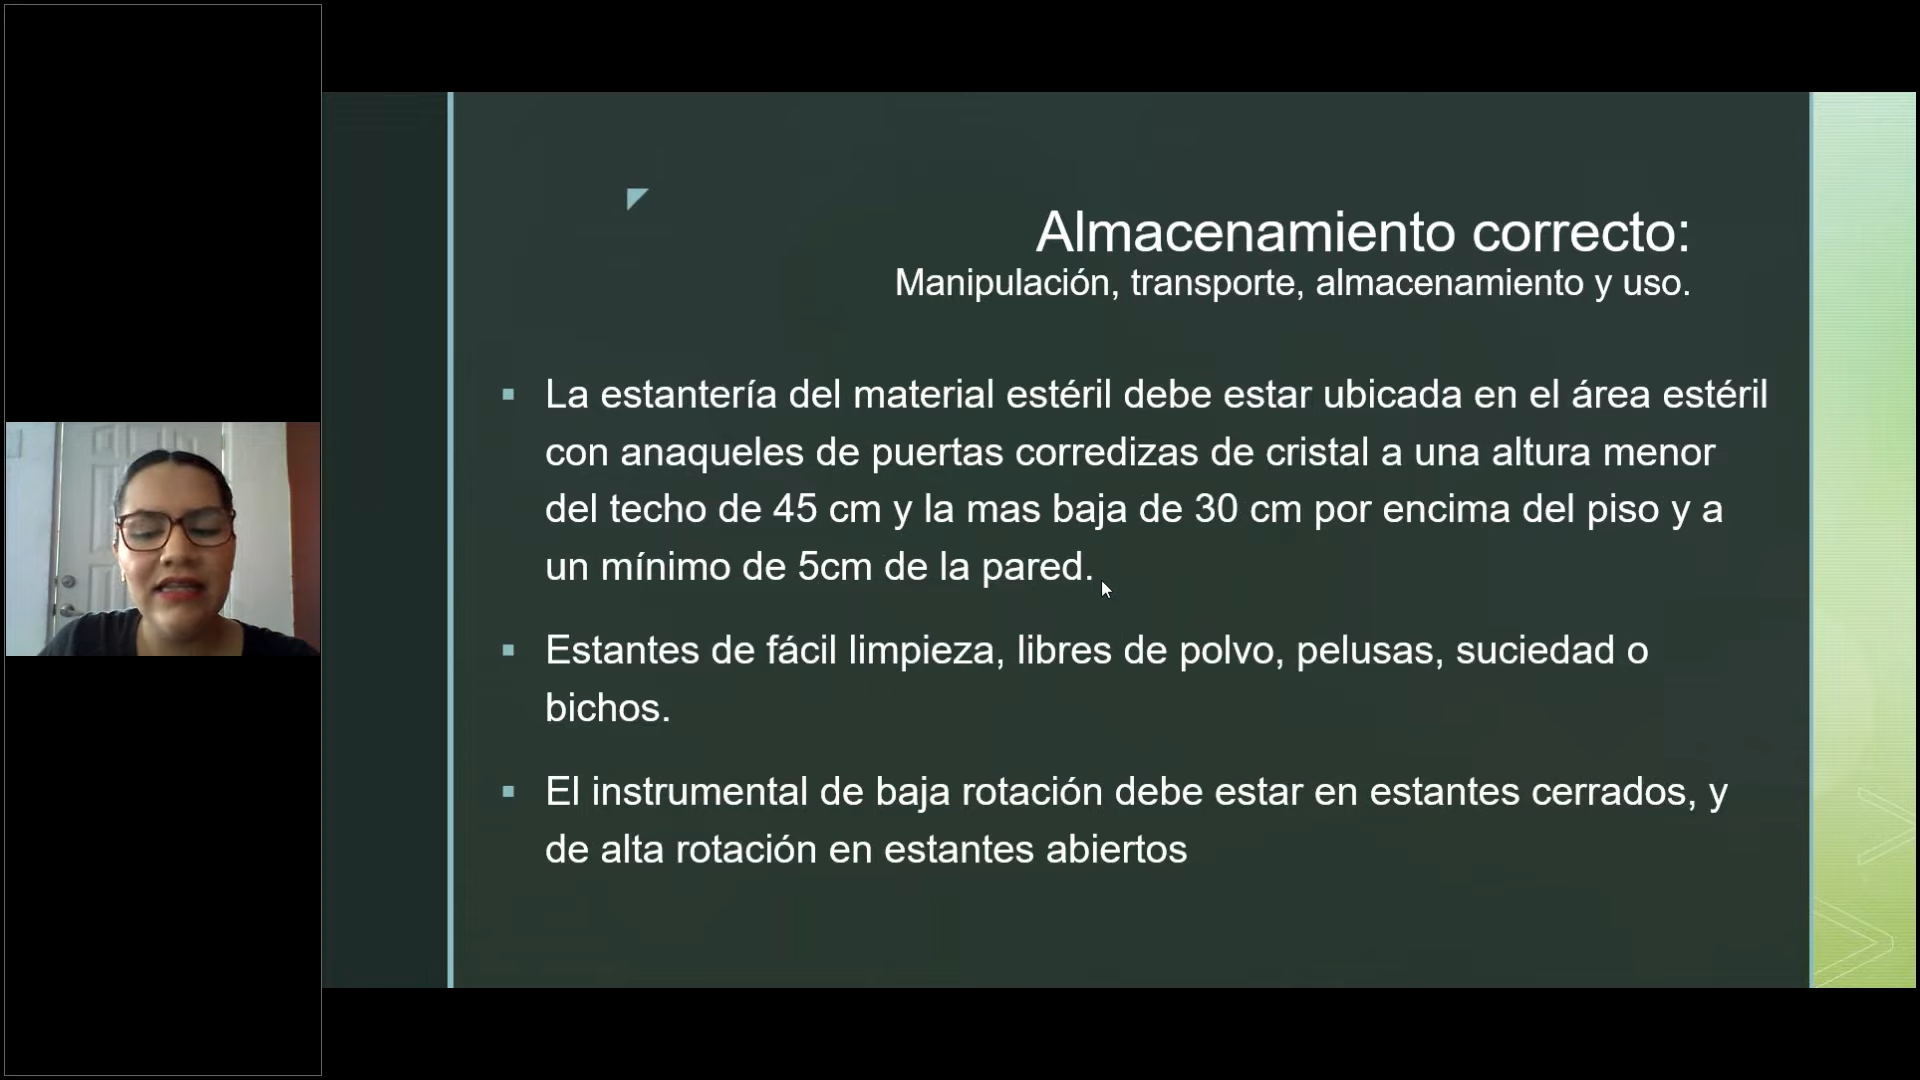 Almacenamiento correcto:
Manipulación, transporte, almacenamiento y uso.
▪ La estantería del material estéril debe estar ubicada en el área estéril
con anaqueles de puertas corredizas de cristal a una altura menor
del techo de 45 cm y la mas baja de 30 cm por encima del piso y a
un mínimo de 5cm de la pared.
▪ Estantes de fácil limpieza, libres de polvo, pelusas, suciedad o
bichos.
▪ El instrumental de baja rotación debe estar en estantes cerrados, y
de alta rotación en estantes abiertos